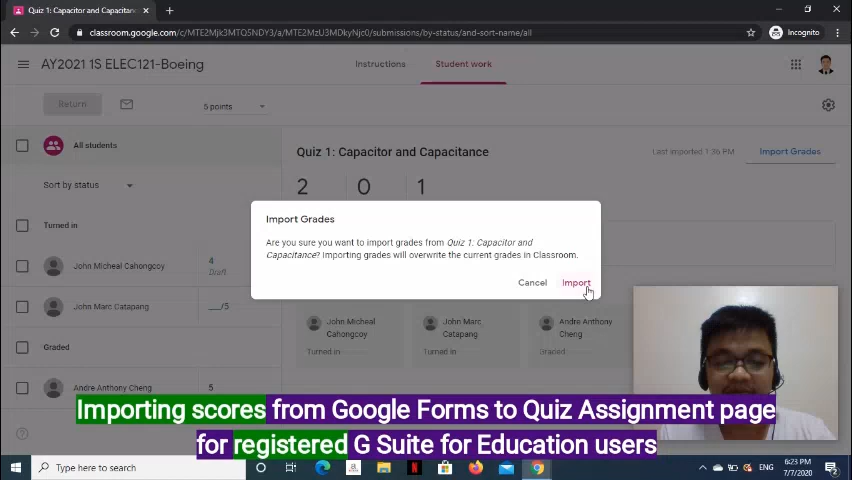 Quiz 1: Capacitor and Capacitance
Incognito
classroom.google.com/c/MTE2Mjk3MTQ5NDY3/a/MTE2MzU3MDkyNjc0/submissions/by-status/and-sort-name/all
AY2021 1S ELEC121-Boeing
Instructions
Student work
Return
5 points
All students
Quiz 1: Capacitor and Capacitance
Last imported 1:36 PM
Import Grades
Sort by status
2 0 1
Turned in
Import Grades
Are you sure you want to import grades from Quiz 1: Capacitor and
Capacitance? Importing grades will overwrite the current grades in Classroom.
Cancel
Import
John Micheal Cahongcoy
4
Draft
John Marc Catapang
___/5
Graded
John Micheal
Cahongcoy
Turned in
John Marc
Catapang
Turned in
Andre Anthony
Cheng
Graded
Andre Anthony Cheng
5
Importing scores from Google Forms to Quiz Assignment page
for registered G Suite for Education users
Type here to search
ENG
6:23 PM
7/7/2020